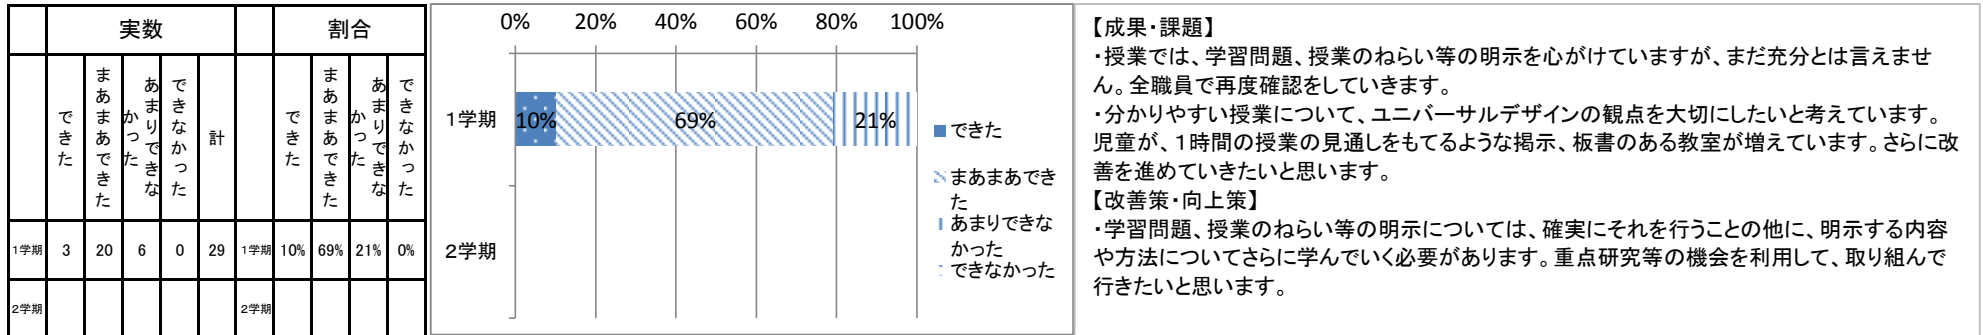 実数 割合
できた まあまあできた あまりできなかった できなかった 計 できた まあまあできた あまりできなかった できなかった
1学期 3 20 6 0 29 1学期 10% 69% 21% 0%
2学期 2学期
0% 20% 40% 60% 80% 100%
1学期 10% 69% 21%
2学期
できた
まあまあでき
た
あまりできな
かった
できなかった
【成果・課題】
・授業では、学習問題、授業のねらい等の明示を心がけていますが、まだ充分とは言えませ
ん。全職員で再度確認をしていきます。
・分かりやすい授業について、ユニバーサルデザインの観点を大切にしたいと考えています。
児童が、1時間の授業の見通しをもてるような掲示、板書のある教室が増えています。さらに改
善を進めていきたいと思います。
【改善策・向上策】
・学習問題、授業のねらい等の明示については、確実にそれを行うことの他に、明示する内容
や方法についてさらに学んでいく必要があります。重点研究等の機会を利用して、取り組んで
行きたいと思います。